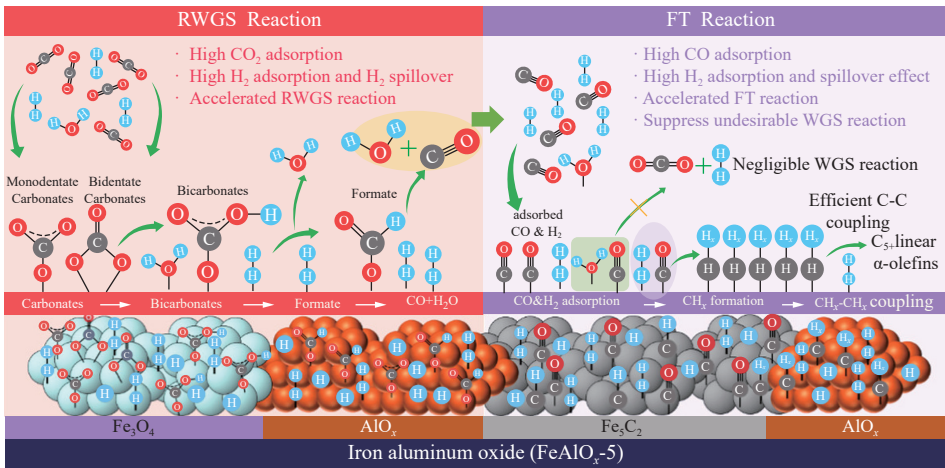 RWGS Reaction
FT Reaction
· High CO₂ adsorption
· High H₂ adsorption and H₂ spillover
· Accelerated RWGS reaction
· High CO adsorption
· High H₂ adsorption and spillover effect
· Accelerated FT reaction
· Suppress undesirable WGS reaction
Monodentate
Carbonates
Bidentate
Carbonates
Bicarbonates
Formate
adsorbed
CO & H₂
Negligible WGS reaction
Efficient C-C
coupling
C₅₊linear
α-olefins
Carbonates
Bicarbonates
Formate
CO+H₂O
CO&H₂ adsorption
CHₓ formation
CHₓ-CHₓ coupling
Fe₃O₄
AlOₓ
Fe₅C₂
AlOₓ
Iron aluminum oxide (FeAlOₓ-5)